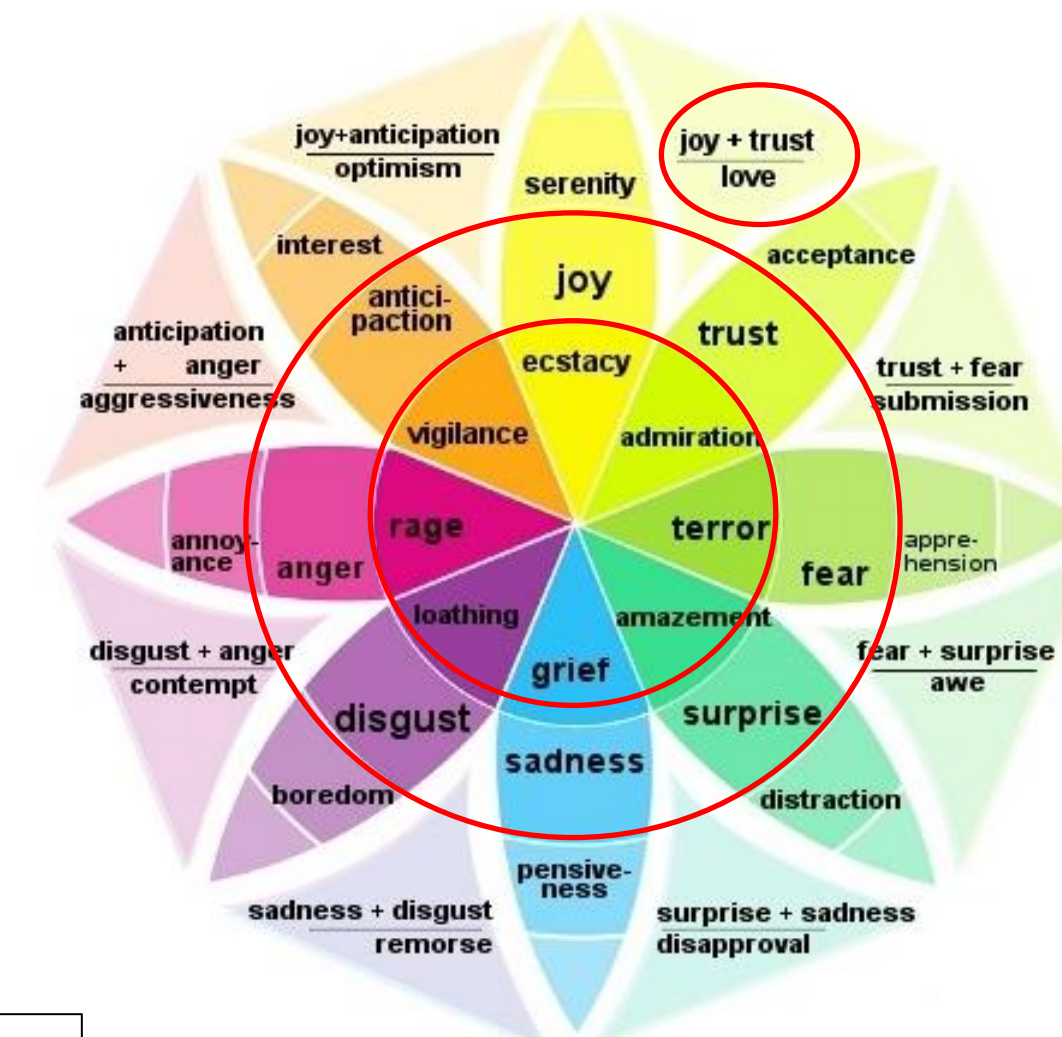 joy+anticipation
optimism
joy + trust
love
serenity
interest
acceptance
joy
antici-
paction
trust
anticipation
+ anger
aggressiveness
ecstacy
trust + fear
submission
vigilance
admiration
rage
terror
annoy-
ance
anger
fear
appre-
hension
loathing
amazement
disgust + anger
contempt
grief
fear + surprise
awe
disgust
surprise
sadness
boredom
distraction
pensive-
ness
sadness + disgust
remorse
surprise + sadness
disapproval